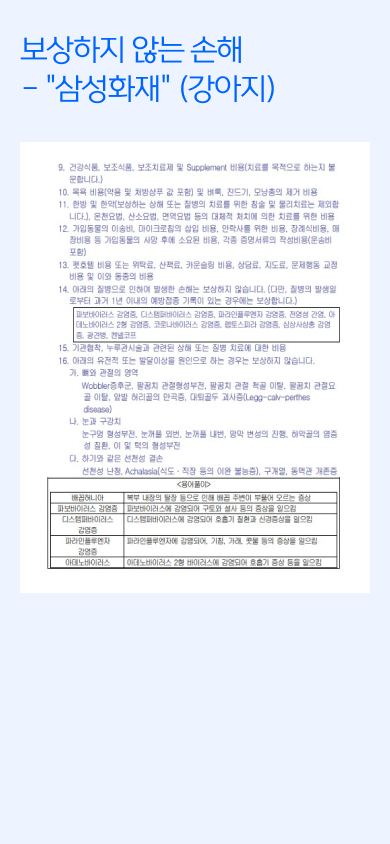 보상하지 않는 손해
- "삼성화재" (강아지)
9. 건강식품, 보조식품, 보조치료제 및 Supplement 비용(치료를 목적으로 하는지 불
문합니다.)
10. 목욕 비용(약용 및 처방샴푸 값 포함) 및 벼룩, 진드기, 모낭충의 제거 비용
11. 한방 및 한약(보상하는 상해 또는 질병의 치료를 위한 침술 및 물리치료는 제외합
니다.), 온천요법, 산소요법, 면역요법 등의 대체적 처치에 의한 치료를 위한 비용
12. 가입동물의 이송비, 마이크로칩의 삽입 비용, 안락사를 위한 비용, 장례식비용, 매
장비용 등 가입동물의 사망 후에 소요된 비용, 각종 증명서류의 작성비용(운송비
포함)
13. 펫호텔 비용 또는 위탁료, 산책료, 카운슬링 비용, 상담료, 지도료, 문제행동 교정
비용 및 이와 동종의 비용
14. 아래의 질병으로 인하여 발생한 손해는 보상하지 않습니다. (다만, 질병의 발생일
로부터 과거 1년 이내의 예방접종 기록이 있는 경우에는 보상합니다.)
파보바이러스 감염증, 디스템퍼바이러스 감염증, 파라인플루엔자 감염증, 전염성 간염, 아
데노바이러스 2형 감염증, 코로나바이러스 감염증, 렙토스피라 감염증, 심상사상충 감염
증, 광견병, 켄넬코프
15. 기관협착, 누루관시술과 관련된 상해 또는 질병 치료에 대한 비용
16. 아래의 유전적 또는 발달이상을 원인으로 하는 경우는 보상하지 않습니다.
가. 뼈와 관절의 영역
Wobbler증후군, 팔꿈치 관절형성부전, 팔꿈치 관절 척골 이탈, 팔꿈치 관절요
골 이탈, 앞발 허리골의 만곡증, 대퇴골두 괴사증(Legg-calv-perthes
disease)
나. 눈과 구강치
눈구멍 형성부전, 눈꺼풀 외번, 눈꺼풀 내번, 망막 변성의 진행, 하악골의 염증
성 질환, 이 및 턱의 형성부전
다. 하기와 같은 선천성 결손
선천성 난청, Achalasia(식도 · 직장 등의 이완 불능증), 구개열, 동맥관 개존증
<용어풀이>
배꼽허니아 복부 내장의 탈장 등으로 인해 배꼽 주변이 부풀어 오르는 증상
파보바이러스 감염증 파보바이러스에 감염되어 구토와 설사 등의 증상을 일으킴
디스템퍼바이러스 디스템퍼바이러스에 감염되어 호흡기 질환과 신경증상을 일으킴
감염증
파라인플루엔자 파라인플루엔자에 감염되어, 기침, 가래, 콧물 등의 증상을 일으킴
감염증
아데노바이러스 아데노바이러스 2형 바이러스에 감염되어 호흡기 증상 등을 일으킴